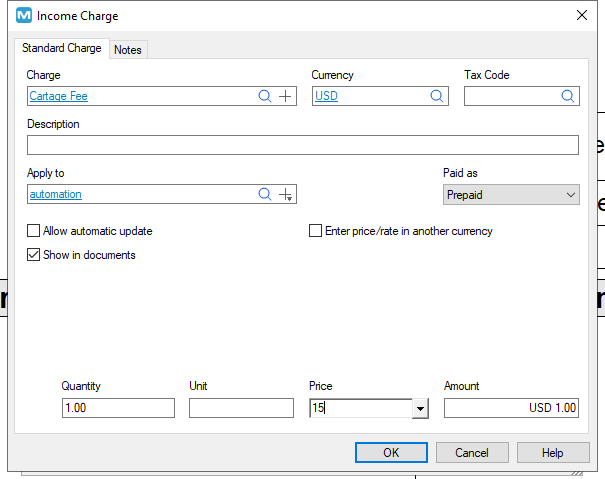 M Income Charge
Standard Charge Notes
Charge Currency Tax Code
Cartage Fee USD
Description
Apply to Paid as
automation Prepaid
Allow automatic update Enter price/rate in another currency
Show in documents
Quantity Unit Price Amount
1.00 15 USD 1.00
OK Cancel Help